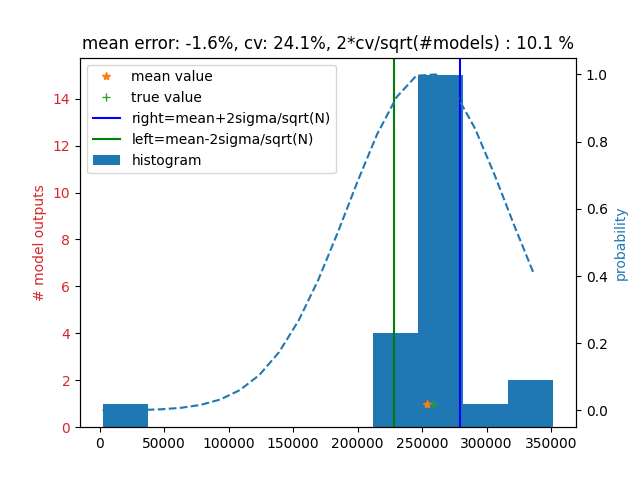 mean error: -1.6%, cv: 24.1%, 2*cv/sqrt(#models) : 10.1 %
mean value
true value
right=mean+2sigma/sqrt(N)
left=mean-2sigma/sqrt(N)
histogram
# model outputs
14
12
10
8
6
4
2
0
1.0
0.8
0.6
0.4
0.2
0.0
probability
0 50000 100000 150000 200000 250000 300000 350000